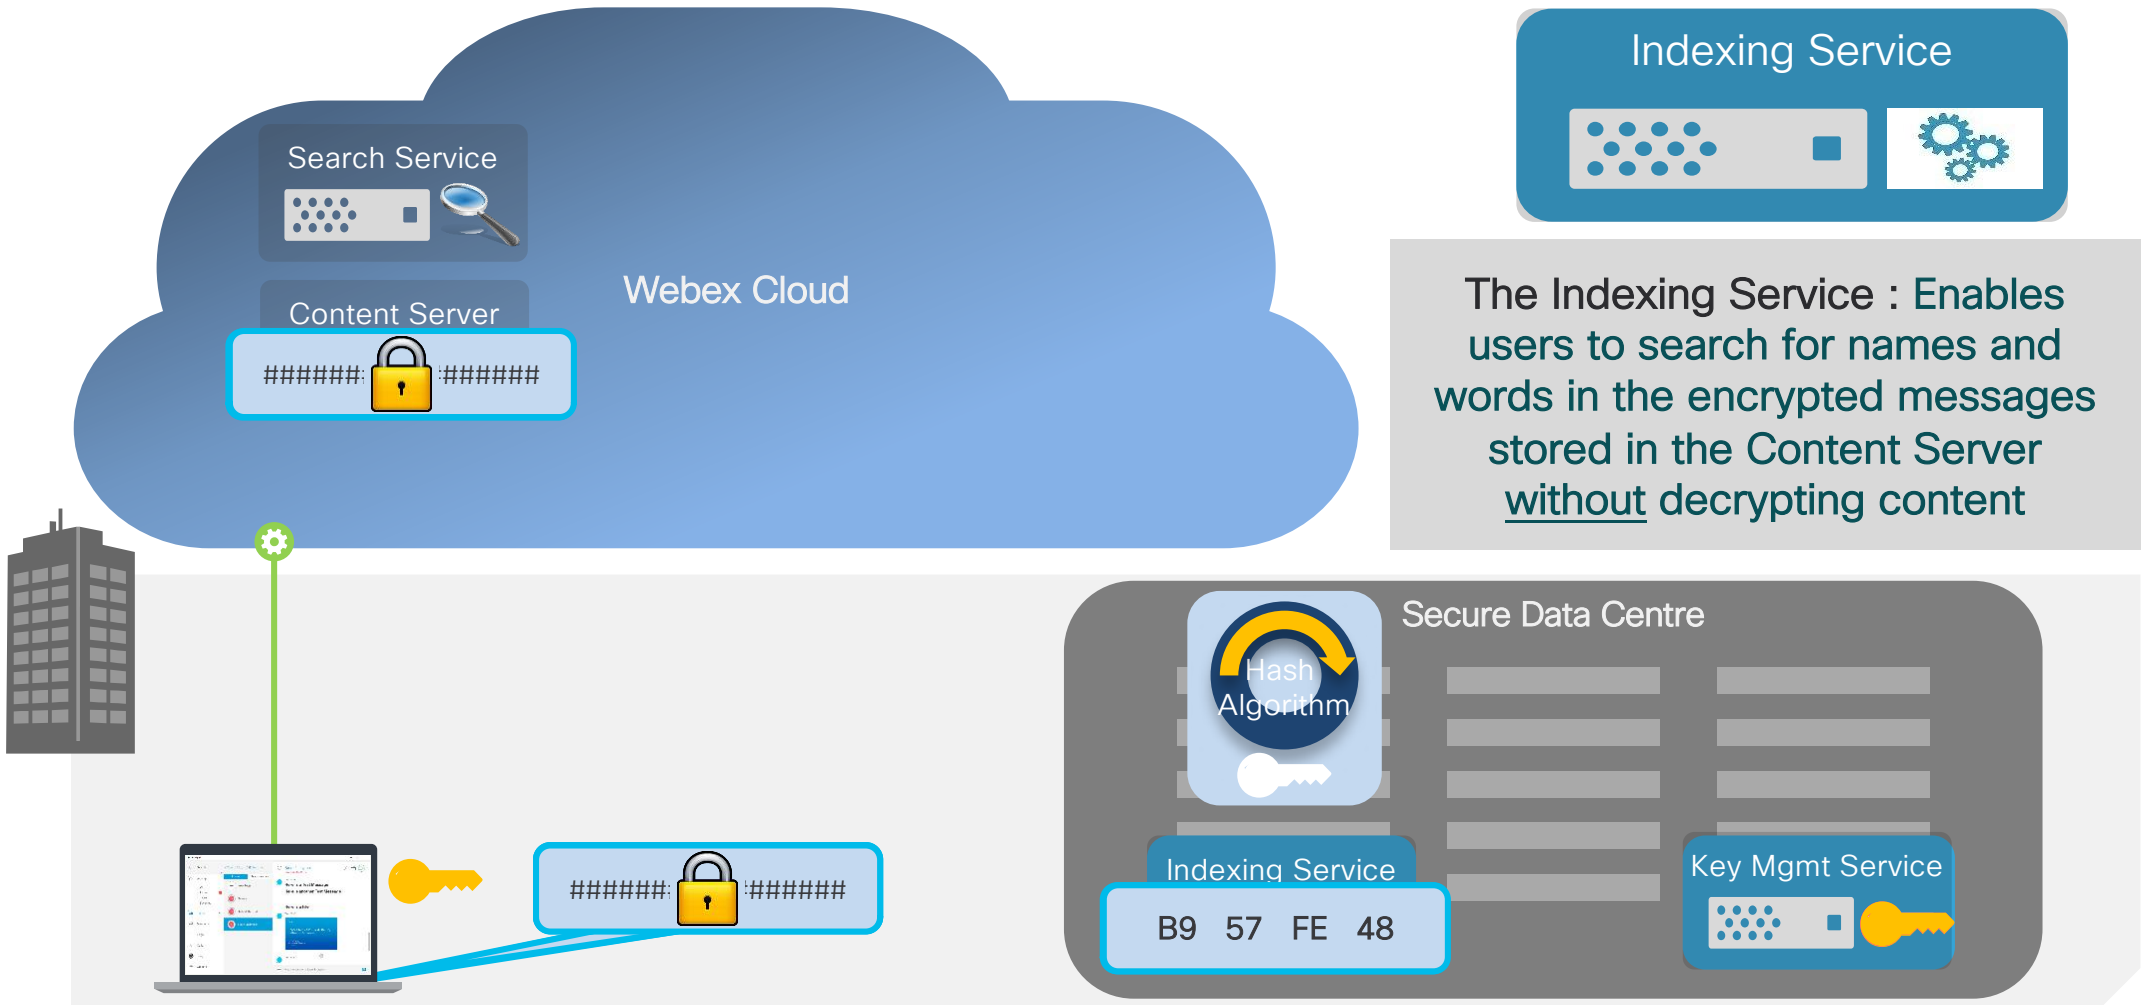 Search Service
Content Server
###### ######
Webex Cloud
Indexing Service
The Indexing Service : Enables
users to search for names and
words in the encrypted messages
stored in the Content Server
without decrypting content
Secure Data Centre
Hash
Algorithm
###### ######
Indexing Service
B9 57 FE 48
Key Mgmt Service